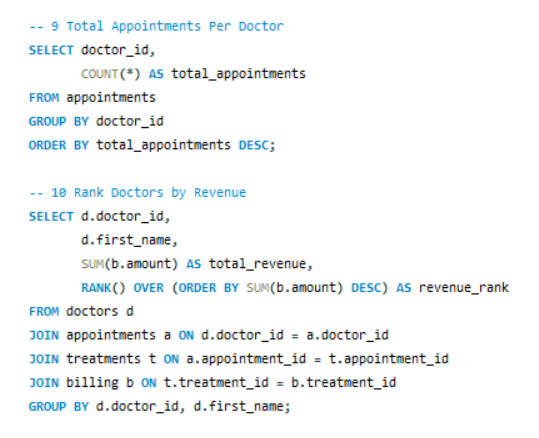 -- 9 Total Appointments Per Doctor
SELECT doctor_id,
       COUNT(*) AS total_appointments
FROM appointments
GROUP BY doctor_id
ORDER BY total_appointments DESC;

-- 10 Rank Doctors by Revenue
SELECT d.doctor_id,
       d.first_name,
       SUM(b.amount) AS total_revenue,
       RANK() OVER (ORDER BY SUM(b.amount) DESC) AS revenue_rank
FROM doctors d
JOIN appointments a ON d.doctor_id = a.doctor_id
JOIN treatments t ON a.appointment_id = t.appointment_id
JOIN billing b ON t.treatment_id = b.treatment_id
GROUP BY d.doctor_id, d.first_name;